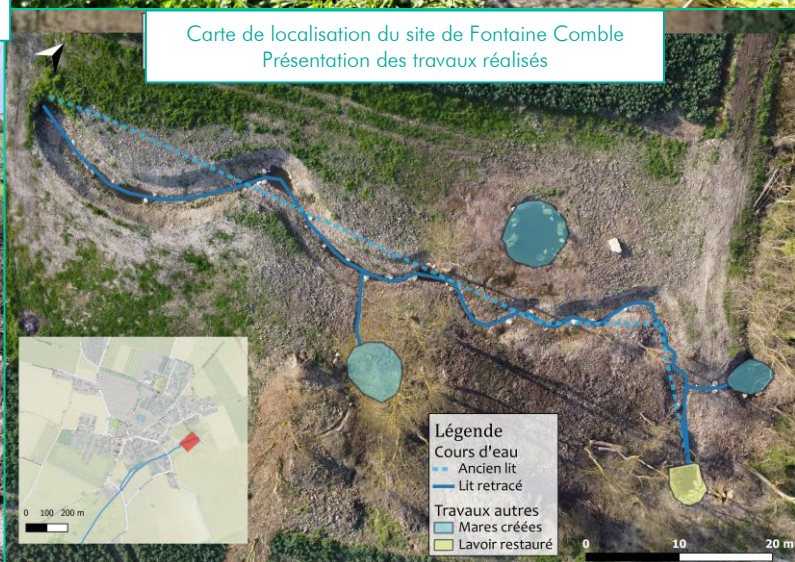 Carte de localisation du site de Fontaine Comble
Présentation des travaux réalisés
Légende
Cours d'eau
Ancien lit
Lit retracé
Travaux autres
Mares créées
Lavoir restauré
0 100 200 m
0 10 20 m